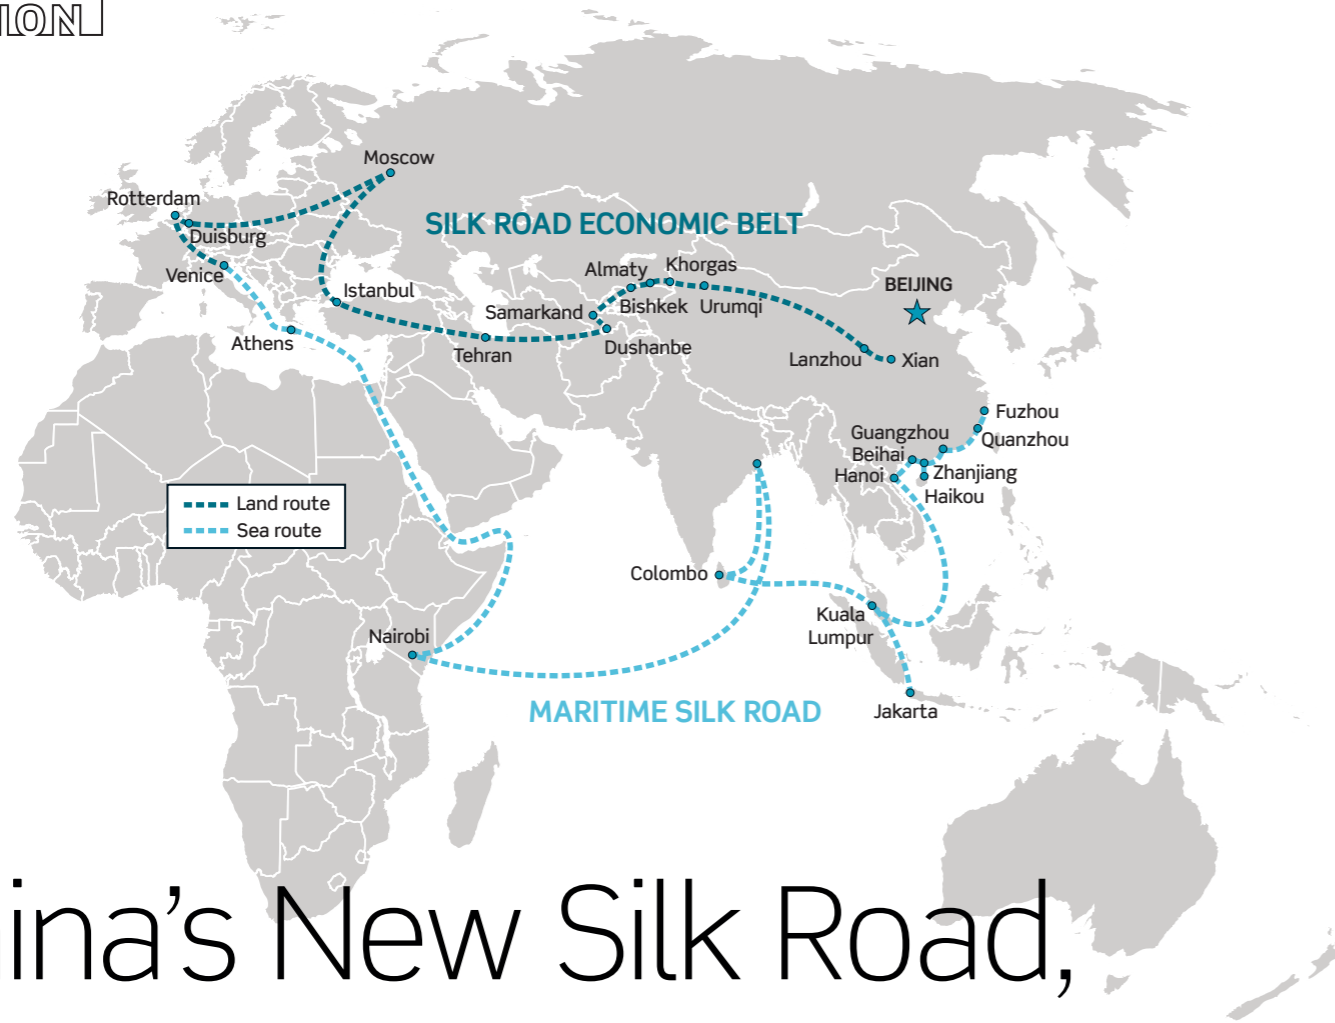 ION
Moscow
Rotterdam
Duisburg
Venice
SILK ROAD ECONOMIC BELT
Almaty
Khorgas
BEIJING
Istanbul
Samarkand
Bishkek
Urumqi
Athens
Tehran
Dushanbe
Lanzhou
Xian
Fuzhou
Guangzhou
Quanzhou
Beihai
Hanoi
Zhanjiang
Haikou
Land route
Sea route
Colombo
Kuala
Lumpur
Nairobi
MARITIME SILK ROAD
Jakarta
ina’s New Silk Road,